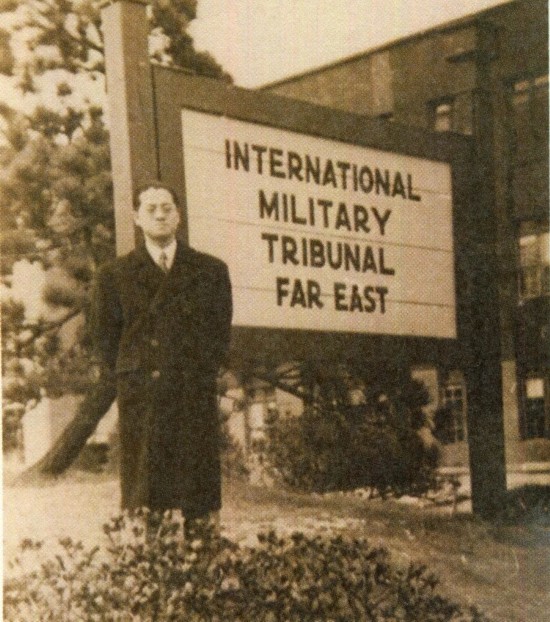 INTERNATIONAL
MILITARY
TRIBUNAL
FAR EAST